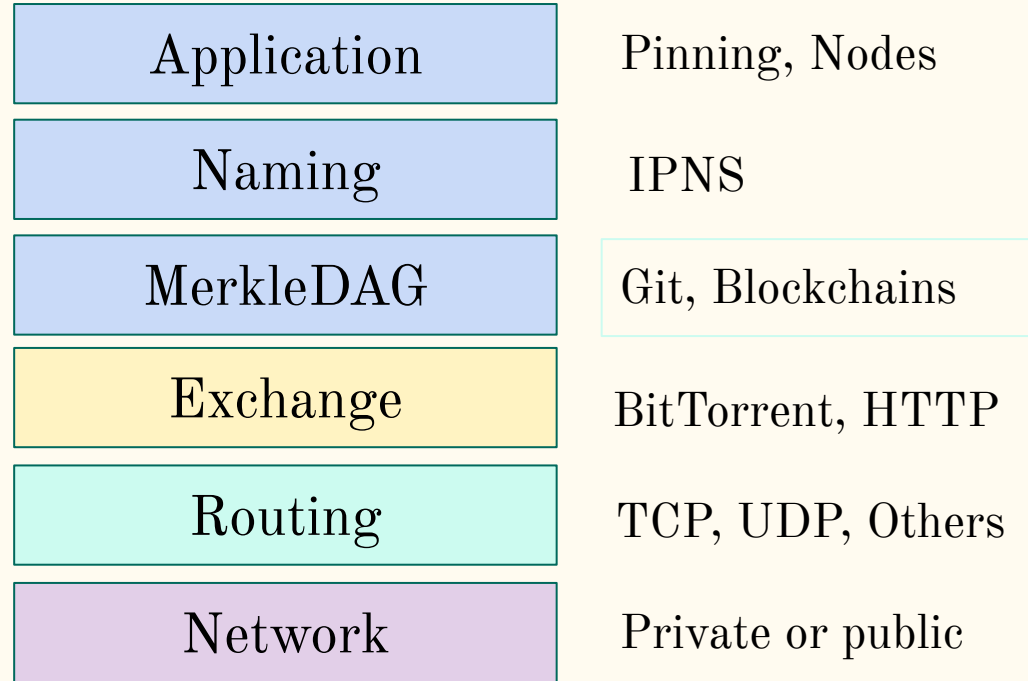 Application
Pinning, Nodes
Naming
IPNS
MerkleDAG
Git, Blockchains
Exchange
BitTorrent, HTTP
Routing
TCP, UDP, Others
Network
Private or public